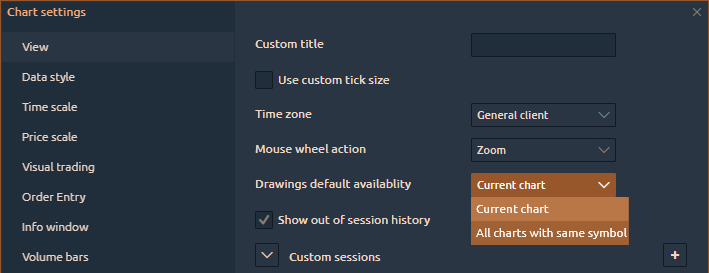 Chart settings
View
Data style
Time scale
Price scale
Visual trading
Order Entry
Info window
Volume bars
Custom title
Use custom tick size
Time zone
General client
Mouse wheel action
Zoom
Drawings default availablity
Current chart
Current chart
All charts with same symbol
Show out of session history
Custom sessions